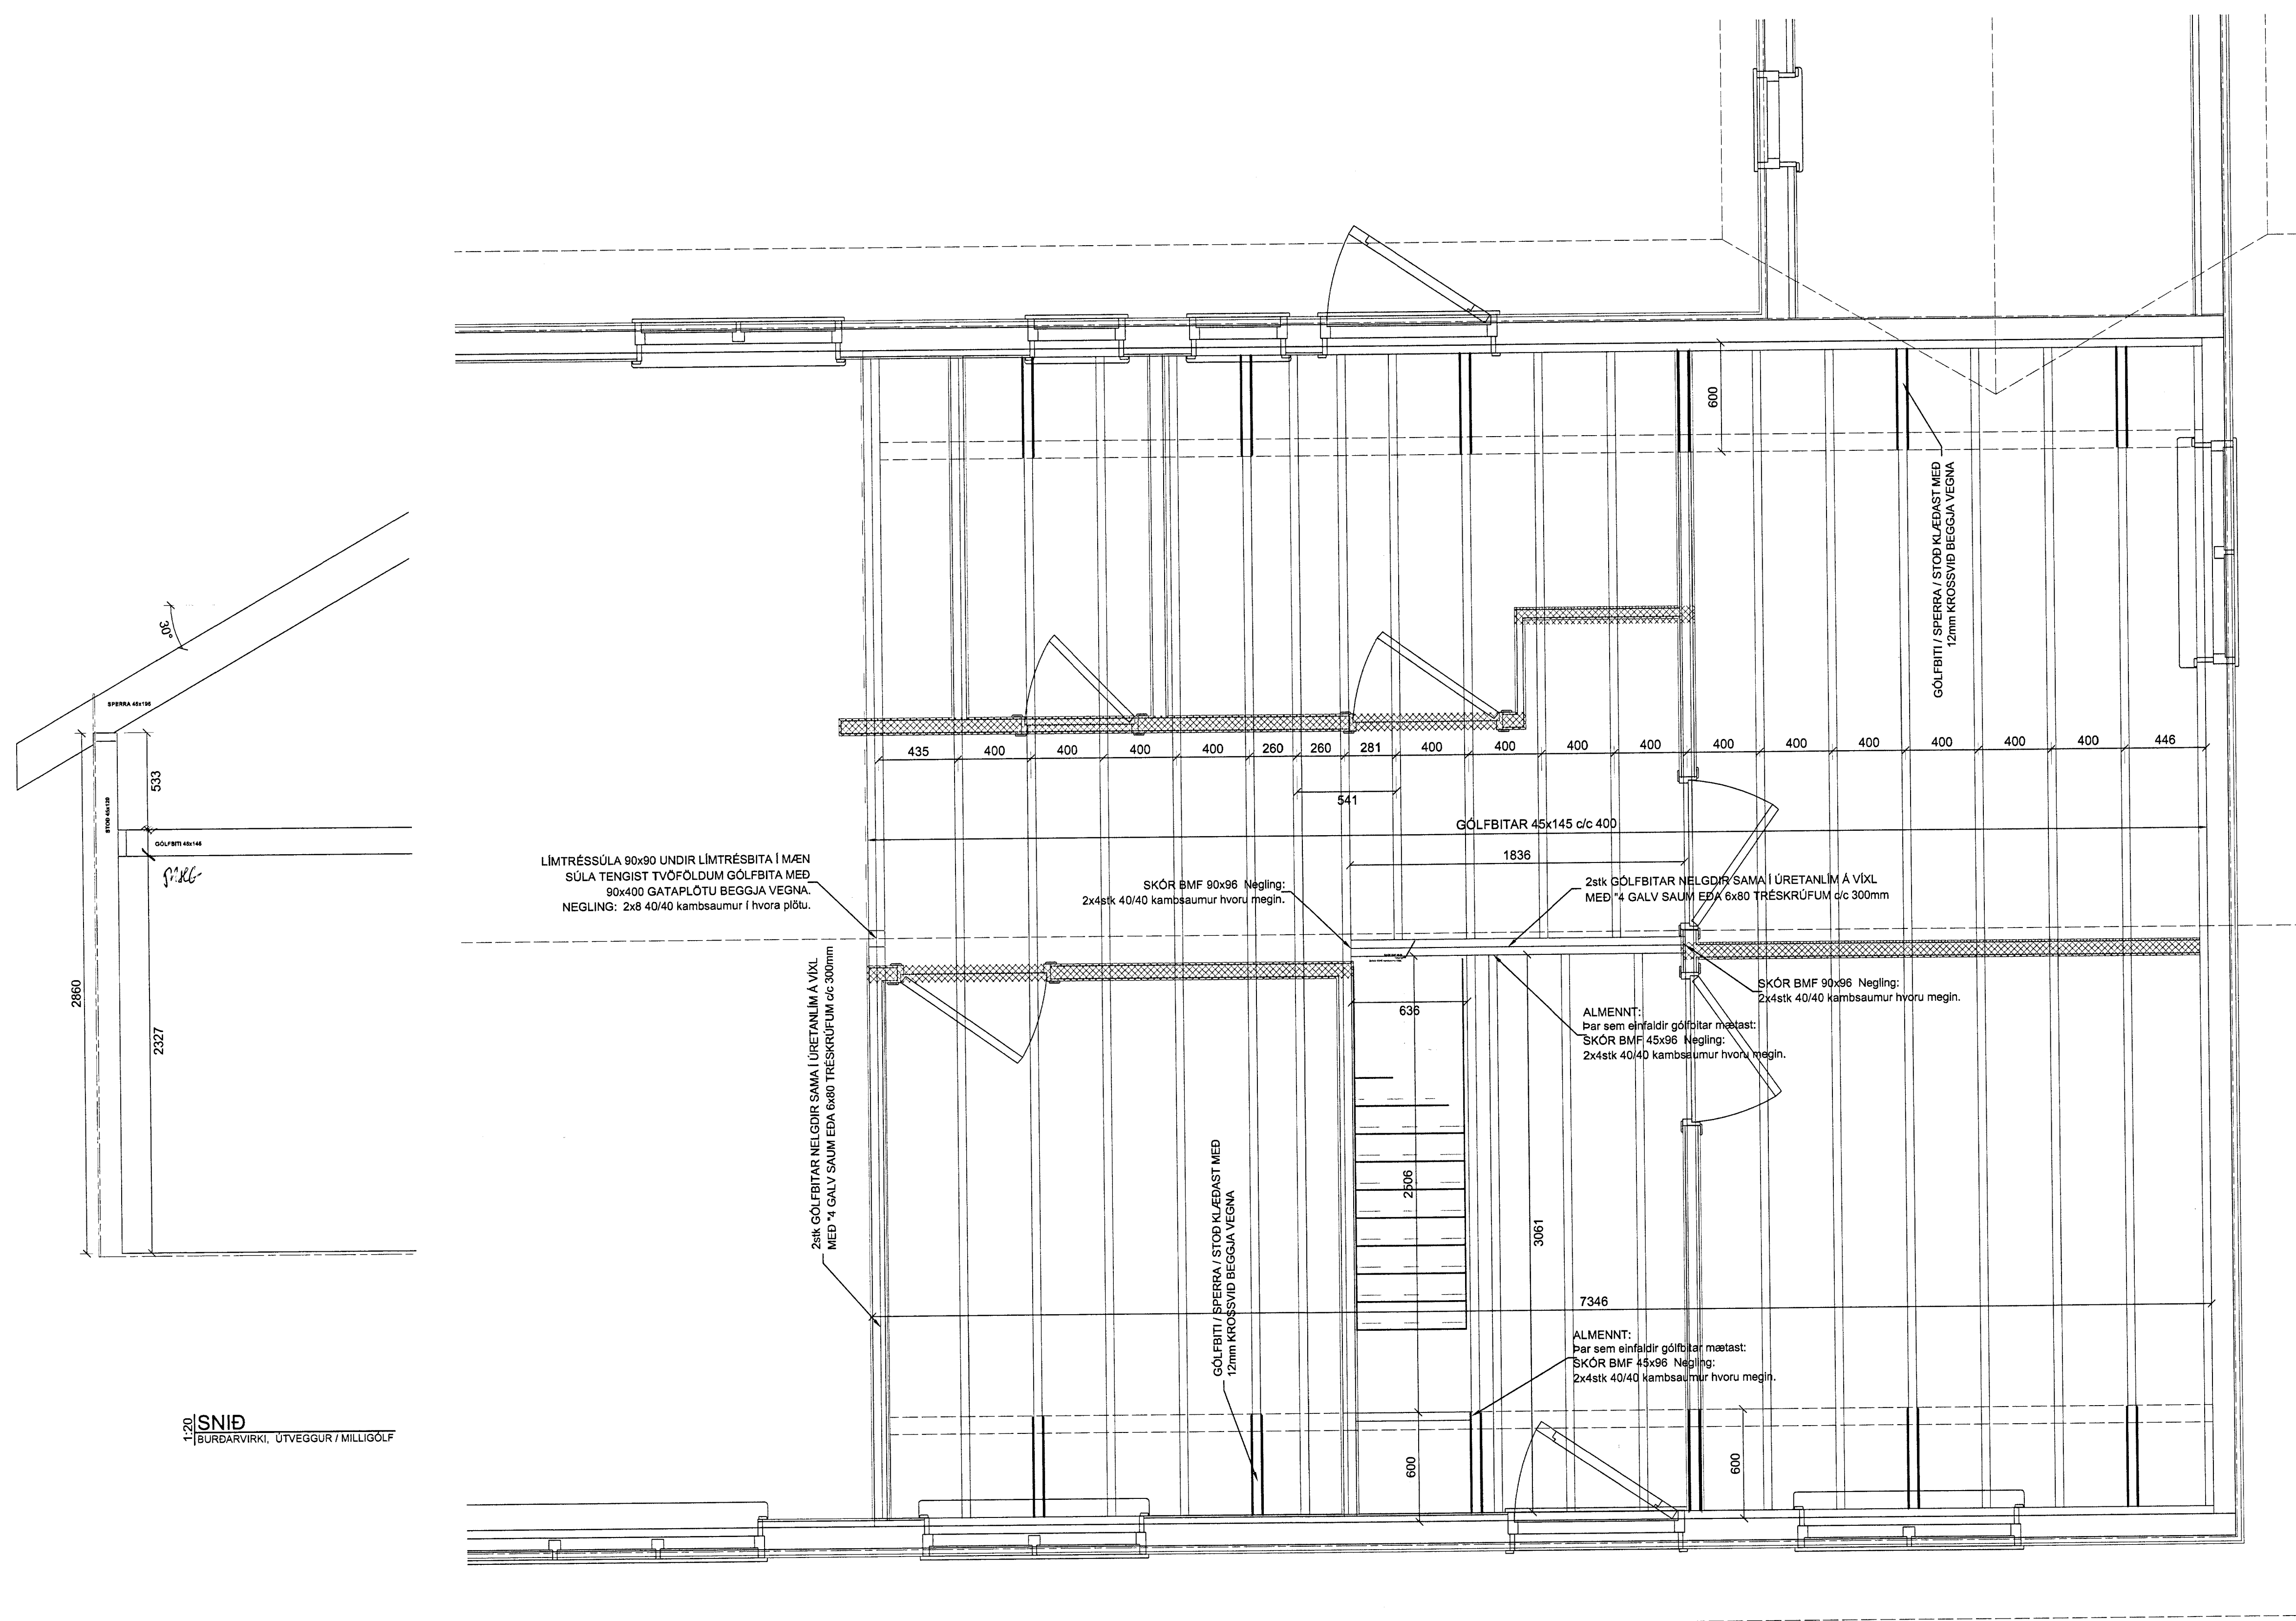 30°
SPERRA 45x195
533
STOÐ 45x120
GÓLFBITI 45x145
2860
2327
1:20
SNIÐ
BURÐARVIRKI, ÚTVEGGUR / MILLIGÓLF
600
GÓLFBITI / SPERRA / STOÐ KLÆÐAST MEÐ
12mm KROSSVIÐ BEGGJA VEGNA
435 400 400 400 400 260 260 281 400 400 400 400 400 400 400 400 400 400 446
541
GÓLFBITAR 45x145 c/c 400
1836
LÍMTRÉSSÚLA 90x90 UNDIR LÍMTRÉSBITA Í MÆN
SÚLA TENGIST TVÖFÖLDUM GÓLFBITA MEÐ
90x400 GATAPLÖTU BEGGJA VEGNA.
NEGLING: 2x8 40/40 kambsaumur í hvora plötu.
SKÓR BMF 90x96 Negling:
2x4stk 40/40 kambsaumur hvoru megin.
2stk GÓLFBITAR NELGDIR SAMA Í ÚRETANLÍM Á VÍXL
MEÐ "4 GALV SAUM EÐA 6x80 TRÉSKRÚFUM c/c 300mm
SKÓR BMF 90x96 Negling:
2x4stk 40/40 kambsaumur hvoru megin.
636
ALMENNT:
Þar sem einfaldir gólfbitar mætast:
SKÓR BMF 45x96 Negling:
2x4stk 40/40 kambsaumur hvoru megin.
2stk GÓLFBITAR NELGDIR SAMA Í ÚRETANLÍM Á VÍXL
MEÐ "4 GALV SAUM EÐA 6x80 TRÉSKRÚFUM c/c 300mm
2506
3061
GÓLFBITI / SPERRA / STOÐ KLÆÐAST MEÐ
12mm KROSSVIÐ BEGGJA VEGNA
7346
ALMENNT:
Þar sem einfaldir gólfbitar mætast:
SKÓR BMF 45x96 Negling:
2x4stk 40/40 kambsaumur hvoru megin.
600
600